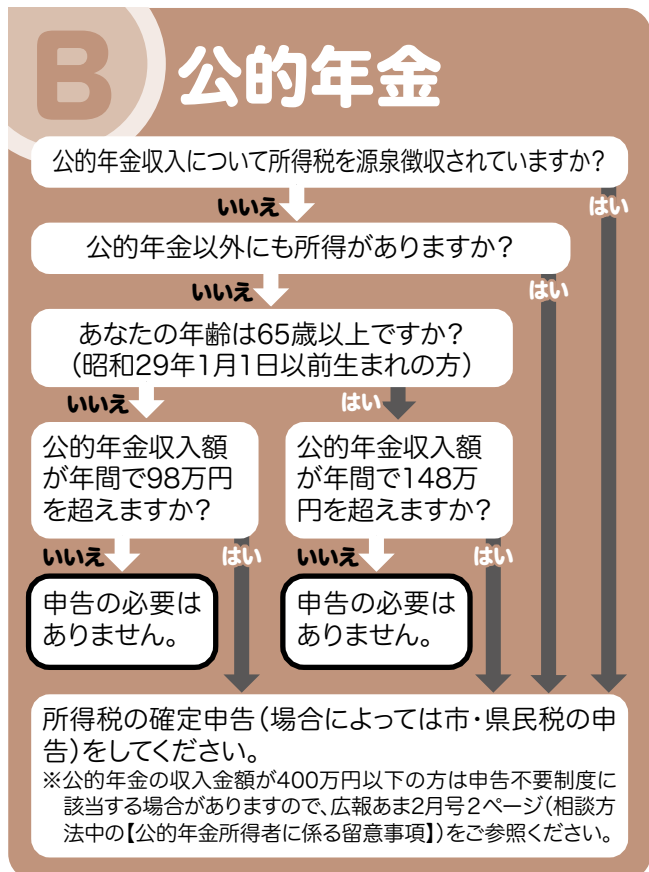 B 公的年金
公的年金収入について所得税を源泉徴収されていますか？
いいえ はい
公的年金以外にも所得がありますか？
いいえ はい
あなたの年齢は65歳以上ですか？
（昭和29年1月1日以前生まれの方）
いいえ はい
公的年金収入額
が年間で98万円
を超えますか？
いいえ はい
申告の必要は
ありません。
公的年金収入額
が年間で148万
円を超えますか？
いいえ はい
申告の必要は
ありません。
所得税の確定申告（場合によっては市・県民税の申
告）をしてください。
※公的年金の収入金額が400万円以下の方は申告不要制度に
該当する場合がありますので、広報あま2月号2ページ（相談方
法中の【公的年金所得者に係る留意事項】）をご参照ください。